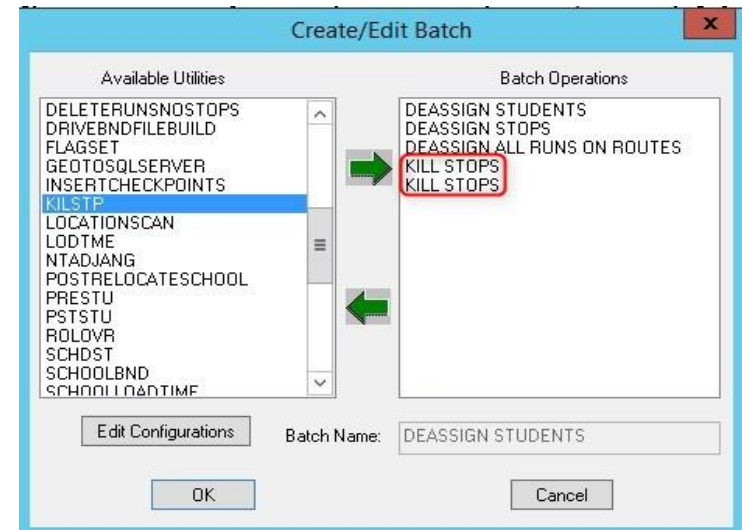 Create/Edit Batch
x
Available Utilities
Batch Operations
DELETERUNSNOSTOPS
DRIVEBNDFILEBUILD
FLAGSET
GEOTOSQLSERVER
INSERTCHECKPOINTS
KILSTP
LOCATIONSCAN
LODTME
NTADJANG
POSTRELOCATESCHOOL
PRESTU
PSTSTU
ROLOVR
SCHDST
SCHOOLBND
SCHOOLLOADTIME
DEASSIGN STUDENTS
DEASSIGN STOPS
DEASSIGN ALL RUNS ON ROUTES
KILL STOPS
KILL STOPS
Edit Configurations
Batch Name:
DEASSIGN STUDENTS
OK
Cancel